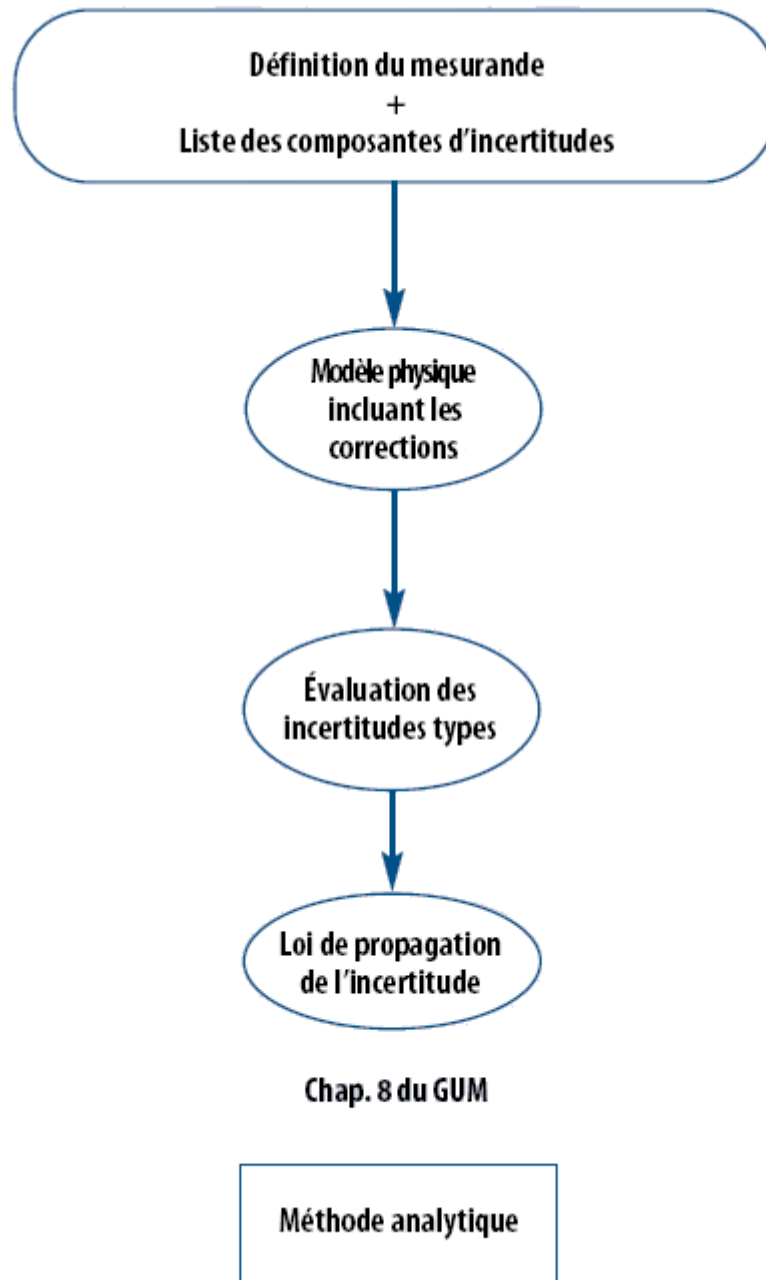 Définition du mesurande
+
Liste des composantes d'incertitudes
Modèle physique
incluant les
corrections
Évaluation des
incertitudes types
Loi de propagation
de l'incertitude
Chap. 8 du GUM
Méthode analytique